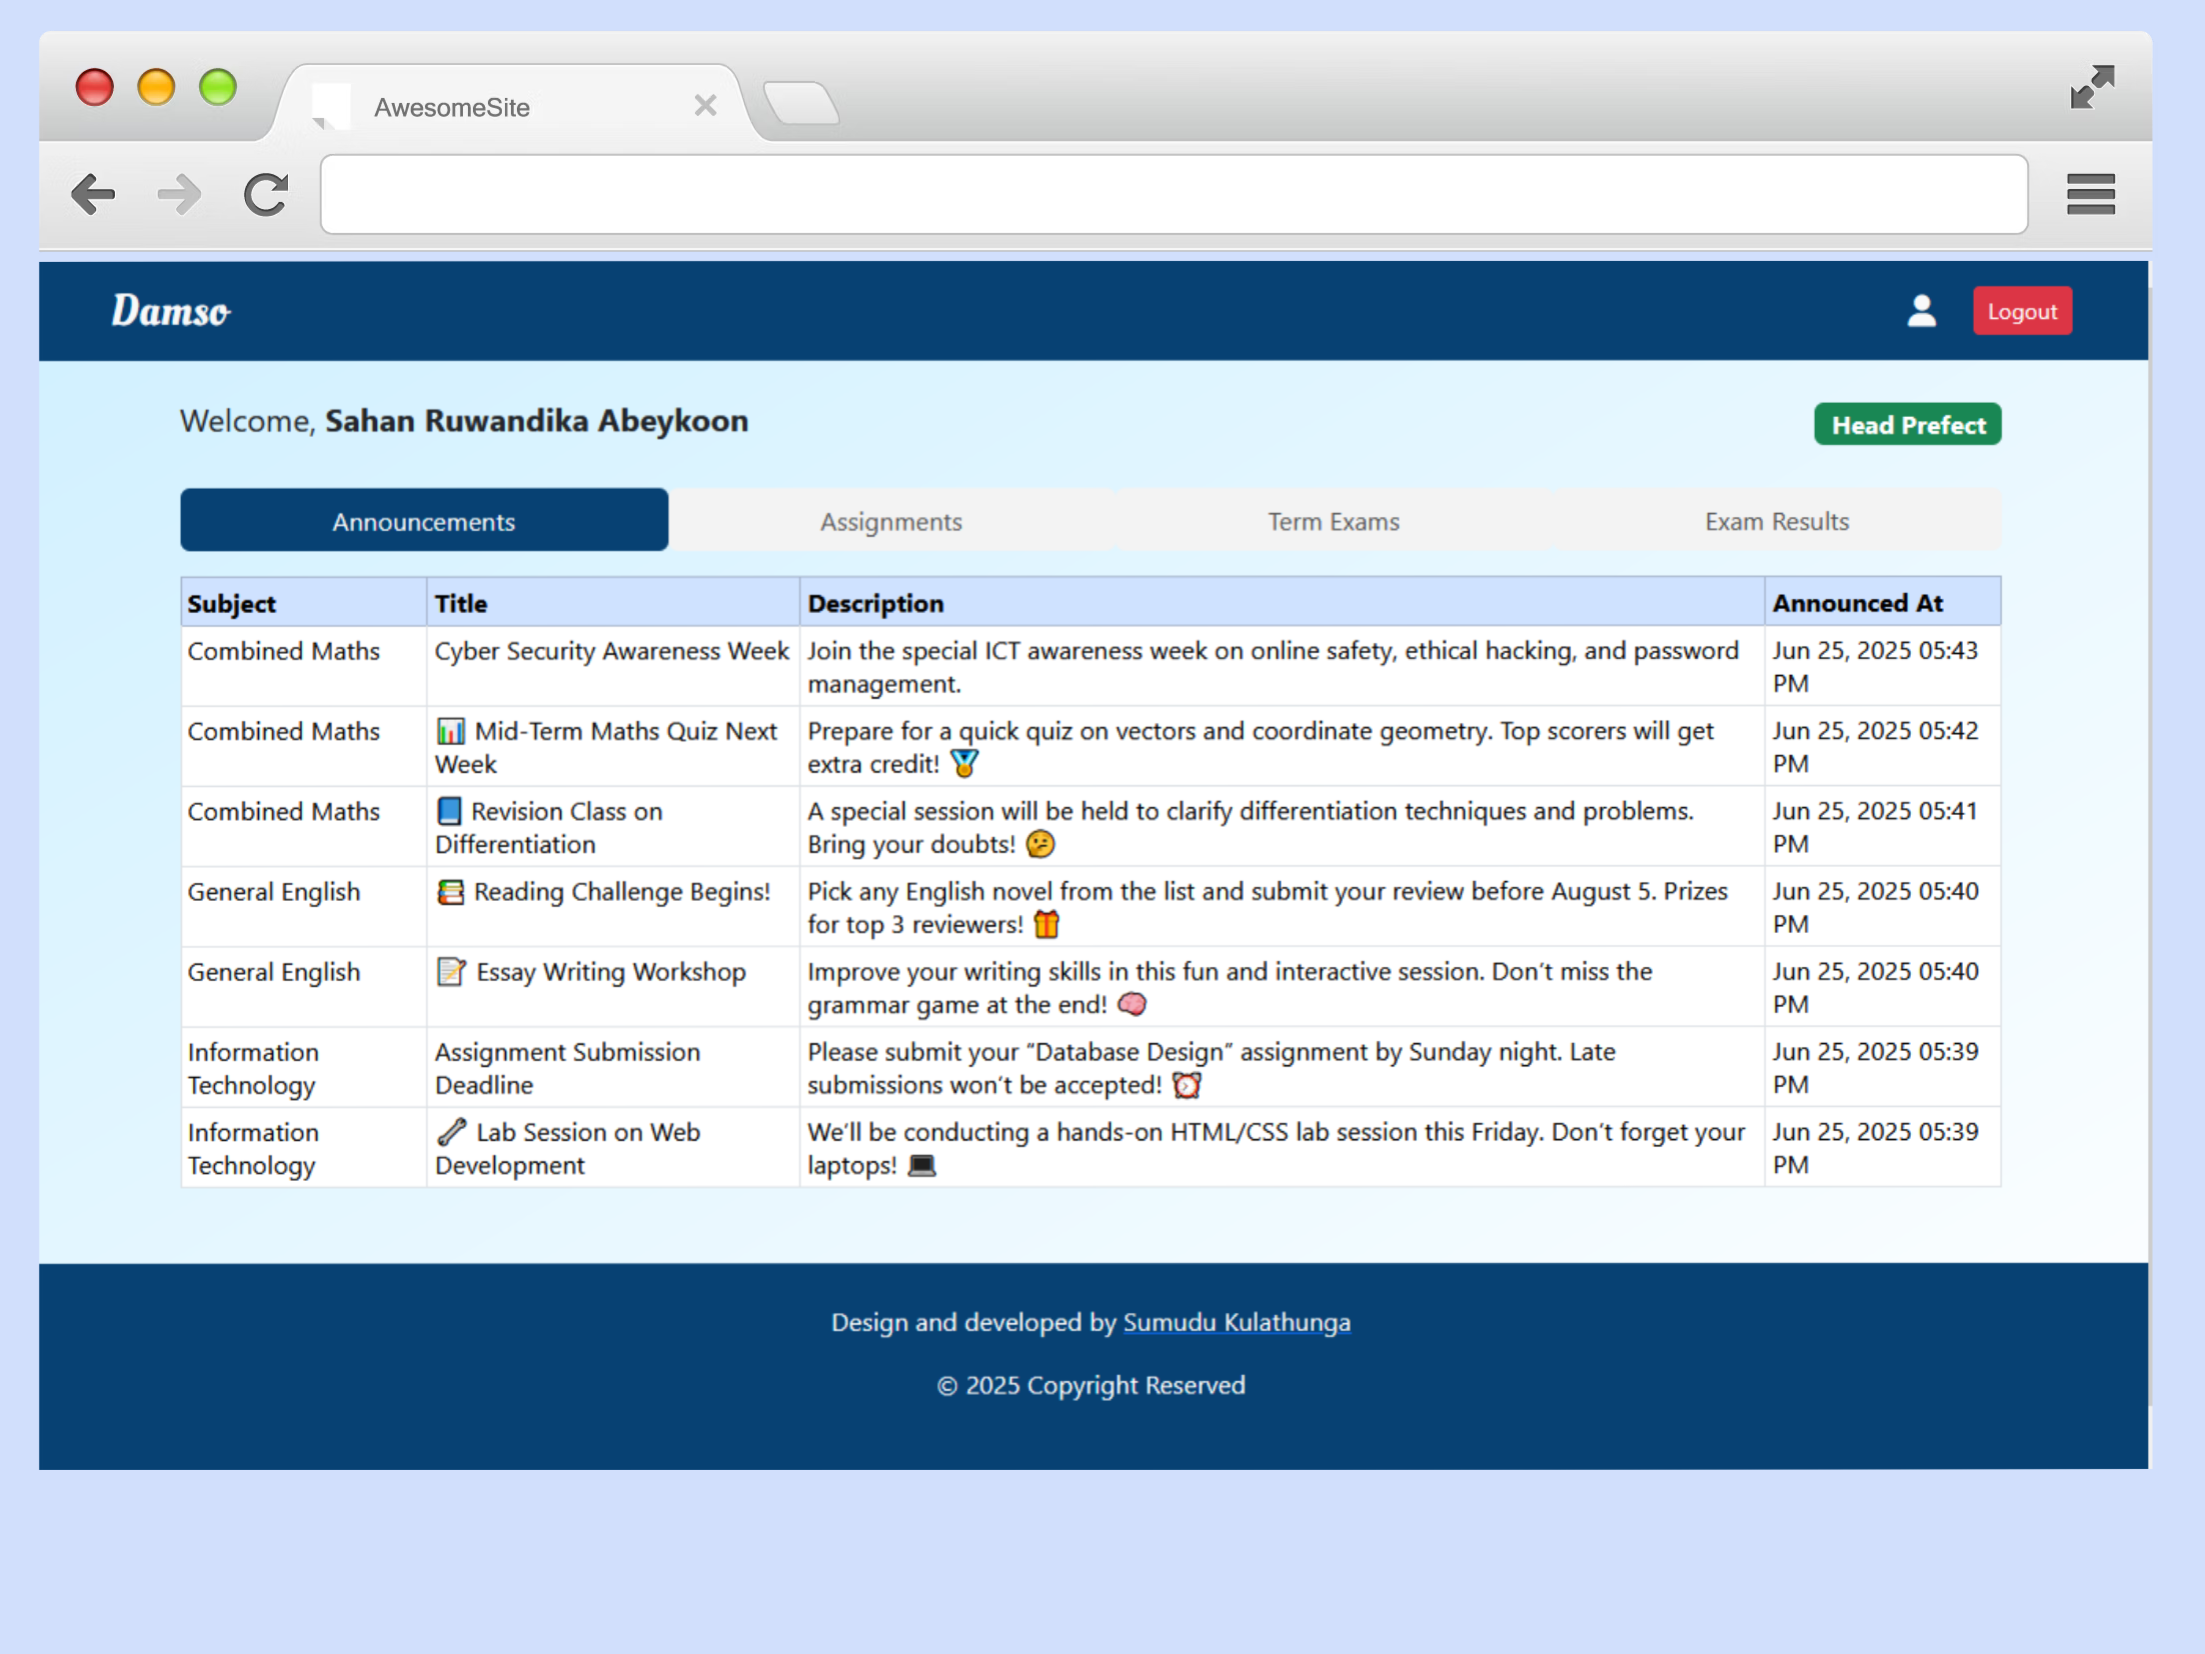 AwesomeSite
Damso
Logout
Welcome, Sahan Ruwandika Abeykoon
Head Prefect
Announcements Assignments Term Exams Exam Results
Subject Title Description Announced At
Combined Maths Cyber Security Awareness Week Join the special ICT awareness week on online safety, ethical hacking, and password Jun 25, 2025 05:43
management. PM
Combined Maths 📊 Mid-Term Maths Quiz Next Prepare for a quick quiz on vectors and coordinate geometry. Top scorers will get Jun 25, 2025 05:42
Week extra credit! 🏅 PM
Combined Maths 📘 Revision Class on A special session will be held to clarify differentiation techniques and problems. Jun 25, 2025 05:41
Differentiation Bring your doubts! 🤔 PM
General English 📚 Reading Challenge Begins! Pick any English novel from the list and submit your review before August 5. Prizes Jun 25, 2025 05:40
for top 3 reviewers! 🎁 PM
General English 📝 Essay Writing Workshop Improve your writing skills in this fun and interactive session. Don't miss the Jun 25, 2025 05:40
grammar game at the end! 🧠 PM
Information Assignment Submission Please submit your “Database Design” assignment by Sunday night. Late Jun 25, 2025 05:39
Technology Deadline submissions won't be accepted! ⏰ PM
Information 🔧 Lab Session on Web We'll be conducting a hands-on HTML/CSS lab session this Friday. Don't forget your Jun 25, 2025 05:39
Technology Development laptops! 💻 PM
Design and developed by Sumudu Kulathunga
© 2025 Copyright Reserved